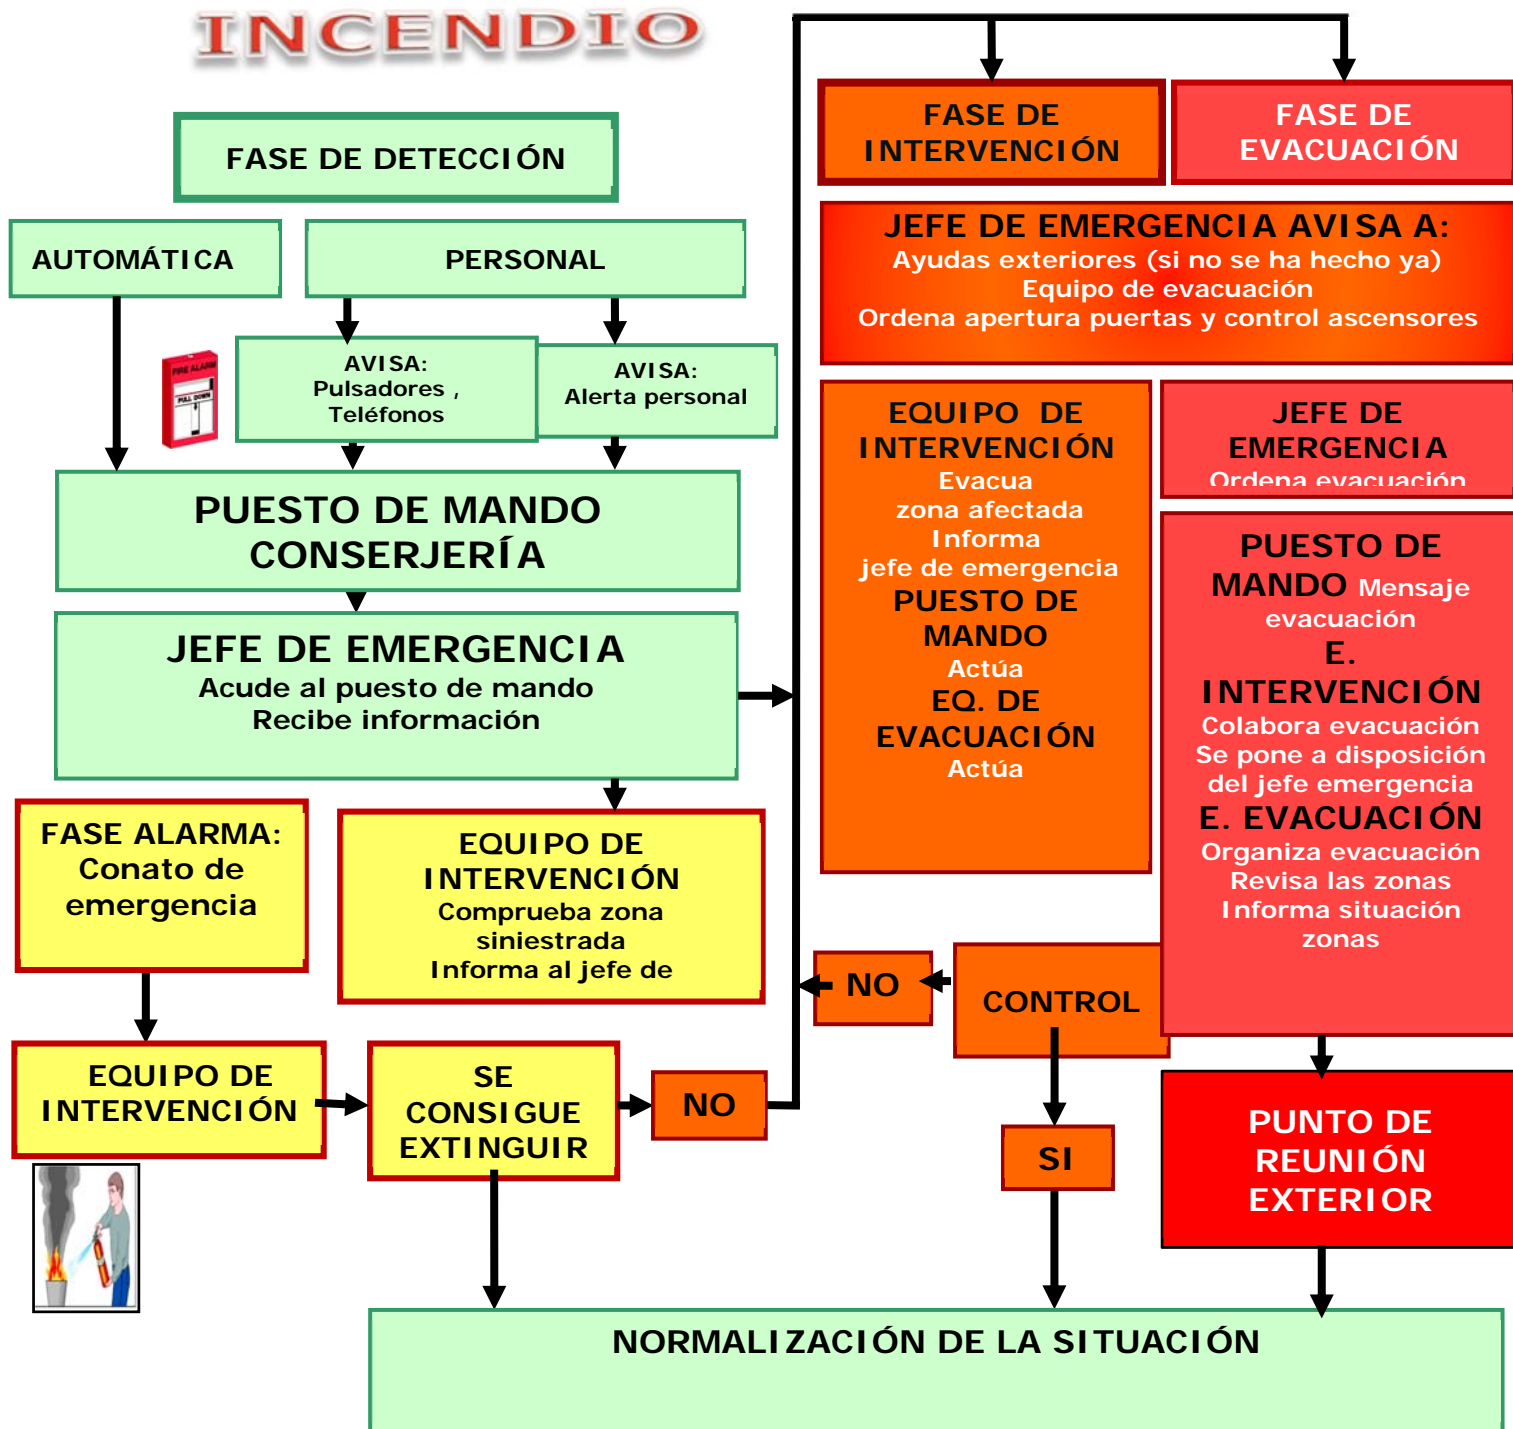 INCENDIO
FASE DE DETECCIÓN
AUTOMÁTICA
PERSONAL
FIRE ALARM
PULL DOWN
AVISA:
Pulsadores ,
Teléfonos
AVISA:
Alerta personal
PUESTO DE MANDO
CONSERJERÍA
JEFE DE EMERGENCIA
Acude al puesto de mando
Recibe información
FASE ALARMA:
Conato de
emergencia
EQUIPO DE
INTERVENCIÓN
Comprueba zona
siniestrada
Informa al jefe de
EQUIPO DE
INTERVENCIÓN
SE
CONSIGUE
EXTINGUIR
NO
FASE DE
INTERVENCIÓN
FASE DE
EVACUACIÓN
JEFE DE EMERGENCIA AVISA A:
Ayudas exteriores (si no se ha hecho ya)
Equipo de evacuación
Ordena apertura puertas y control ascensores
EQUIPO DE
INTERVENCIÓN
Evacua
zona afectada
Informa
jefe de emergencia
PUESTO DE
MANDO
Actúa
EQ. DE
EVACUACIÓN
Actúa
JEFE DE
EMERGENCIA
Ordena evacuación
PUESTO DE
MANDO Mensaje
evacuación
E.
INTERVENCIÓN
Colabora evacuación
Se pone a disposición
del jefe emergencia
E. EVACUACIÓN
Organiza evacuación
Revisa las zonas
Informa situación
zonas
NO
CONTROL
SI
PUNTO DE
REUNIÓN
EXTERIOR
NORMALIZACIÓN DE LA SITUACIÓN